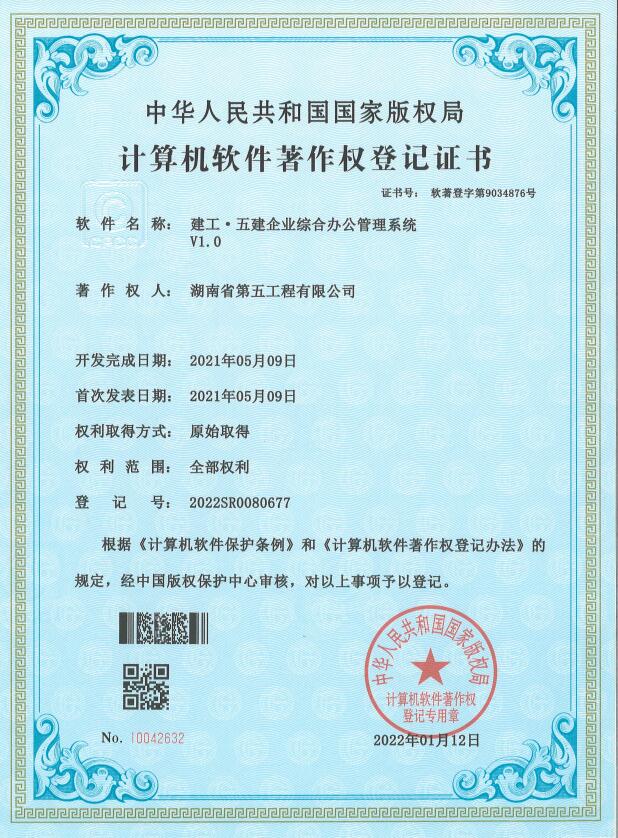 中华人民共和国国家版权局
计算机软件著作权登记证书
证书号： 软著登字第9034876号
软件名称： 建工·五建企业综合办公管理系统
V1.0
著作权人： 湖南省第五工程有限公司
开发完成日期： 2021年05月09日
首次发表日期： 2021年05月09日
权利取得方式： 原始取得
权利范围： 全部权利
登记号： 2022SR0080677
根据《计算机软件保护条例》和《计算机软件著作权登记办法》的
规定，经中国版权保护中心审核，对以上事项予以登记。
中华人民共和国国家版权局
计算机软件著作权
登记专用章
No. 10042632
2022年01月12日